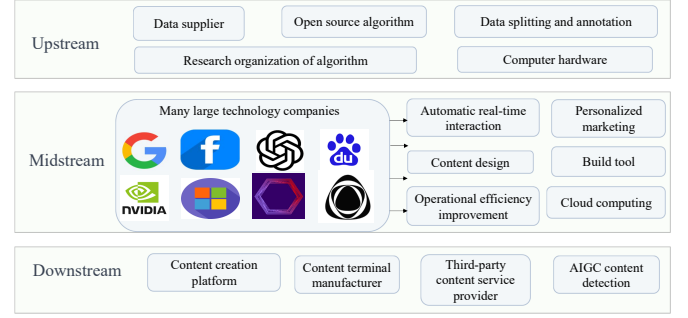 Upstream
Data supplier
Open source algorithm
Data splitting and annotation
Research organization of algorithm
Computer hardware
Midstream
Many large technology companies
G
f
du
NVIDIA
Automatic real-time
interaction
Personalized
marketing
Content design
Build tool
Operational efficiency
improvement
Cloud computing
Downstream
Content creation
platform
Content terminal
manufacturer
Third-party
content service
provider
AIGC content
detection